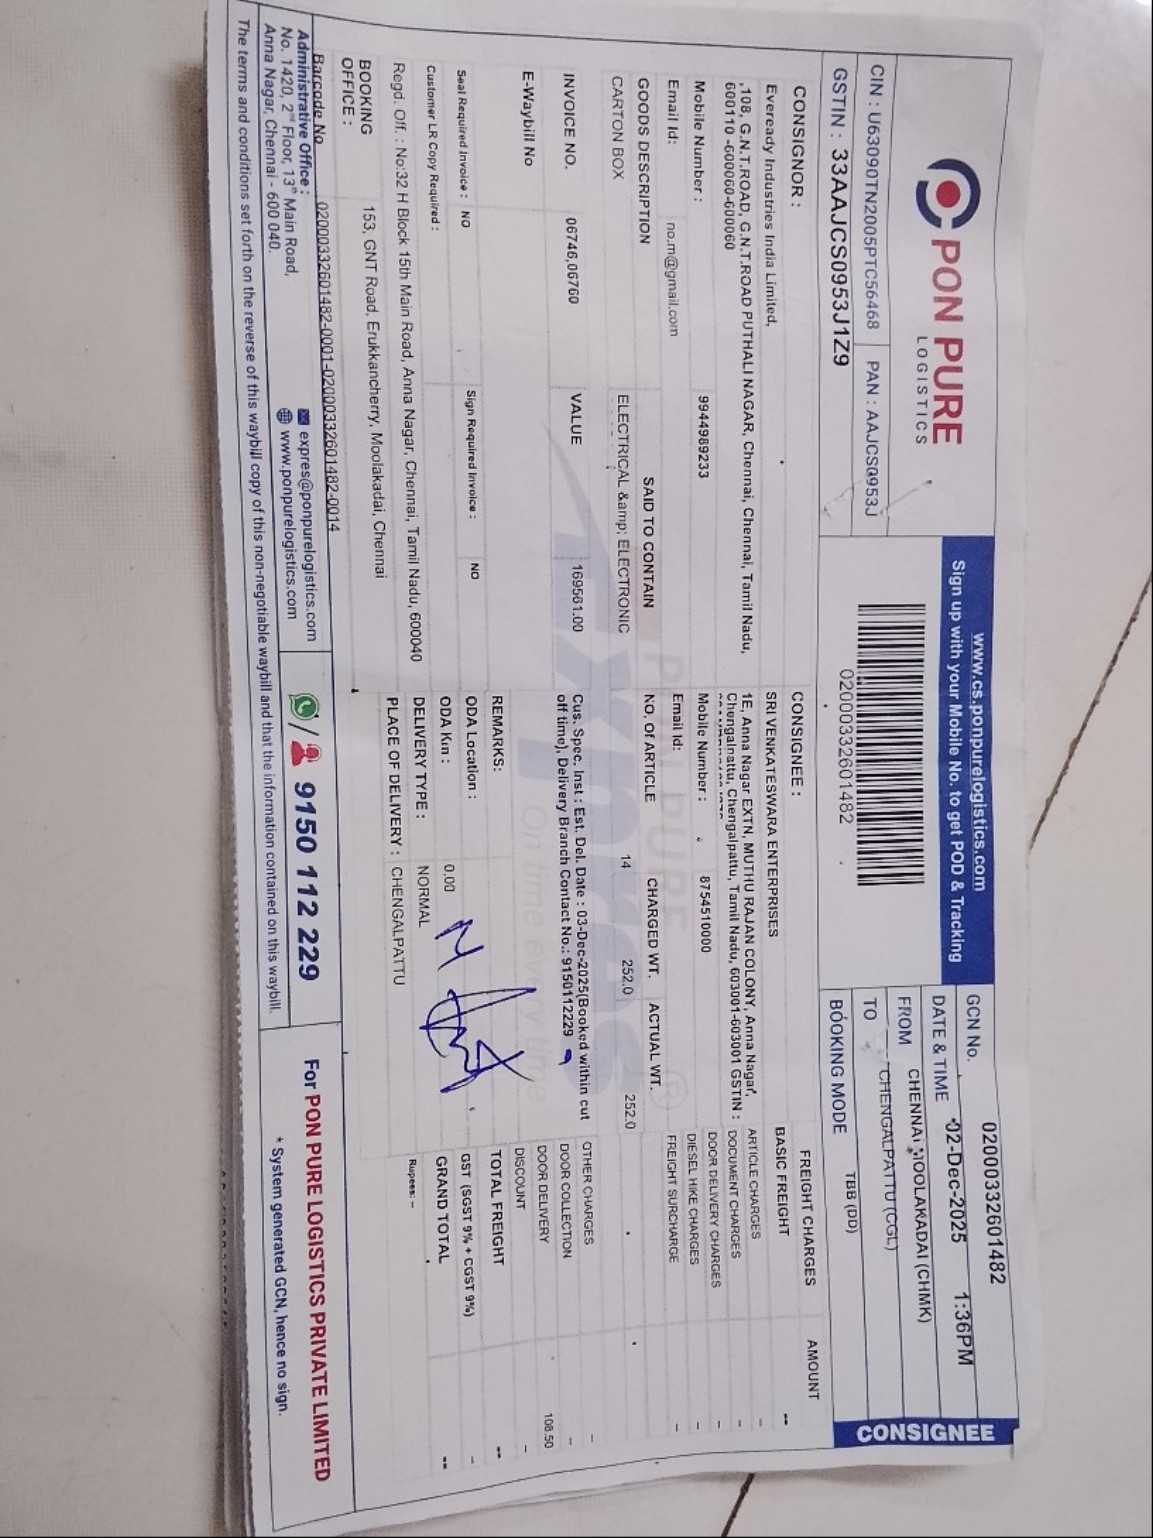 PON PURE
LOGISTICS
www.cs.ponpurelogistics.com
Sign up with your Mobile No. to get POD & Tracking
CIN : U63090TN2005PTC56468 PAN : AAJCS0953J
GSTIN : 33AAJCS0953J1Z9
0200033260​1482
GCN No. 02000332601482
DATE & TIME 02-Dec-2025 1:36PM
FROM CHENNAI MOOLAKADAI (CHMK)
TO CHENGALPATTU (CGL)
BOOKING MODE TBB (DD)
CONSIGNEE
CONSIGNOR :
Eveready Industries India Limited,
,108, G.N.T.ROAD, G.N.T.ROAD PUTHALI NAGAR, Chennai, Chennai, Tamil Nadu,
600110 -600060-600060
Mobile Number : 9944989233
Email Id: no.m@gmail.com
CONSIGNEE :
SRI VENKATESWARA ENTERPRISES
1E, Anna Nagar EXTN, MUTHU RAJAN COLONY, Anna Nagar,
Chengalpattu, Chengalpattu, Tamil Nadu, 603001-603001 GSTIN :
Mobile Number : 8754510000
Email Id:
GOODS DESCRIPTION SAID TO CONTAIN NO. Of ARTICLE CHARGED WT. ACTUAL WT.
CARTON BOX ELECTRICAL &amp; ELECTRONIC 14 252.0 252.0
INVOICE NO. 06746,06760 VALUE 169561.00
Cus. Spec. Inst : Est. Del. Date : 03-Dec-2025(Booked within cut
off time), Delivery Branch Contact No.: 9150112229
E-Waybill No
REMARKS:
Seal Required Invoice : NO Sign Required Invoice : NO
ODA Location :
Customer LR Copy Required :
ODA Km : 0.00
Regd. Off. : No:32 H Block 15th Main Road, Anna Nagar, Chennai, Tamil Nadu, 600040
DELIVERY TYPE : NORMAL
BOOKING OFFICE : 153, GNT Road, Erukkancherry, Moolakadai, Chennai
PLACE OF DELIVERY : CHENGALPATTU
FREIGHT CHARGES AMOUNT
BASIC FREIGHT --
ARTICLE CHARGES –
DOCUMENT CHARGES –
DOOR DELIVERY CHARGES –
DIESEL HIKE CHARGES –
FREIGHT SURCHARGE –
OTHER CHARGES –
DOOR COLLECTION –
DOOR DELIVERY 108.50
DISCOUNT –
TOTAL FREIGHT --
GST (SGST 9% + CGST 9%) –
GRAND TOTAL --
Rupees: –
PON PURE
EXPRESS
On time every time
Barcode No 02000332601482-0001-02000332601482-0014
Administrative Office :
No. 1420, 2nd Floor, 13th Main Road,
Anna Nagar, Chennai - 600 040.
expres@ponpurelogistics.com
www.ponpurelogistics.com
9150 112 229
For PON PURE LOGISTICS PRIVATE LIMITED
* System generated GCN, hence no sign.
The terms and conditions set forth on the reverse of this waybill copy of this non-negotiable waybill and that the information contained on this waybill.